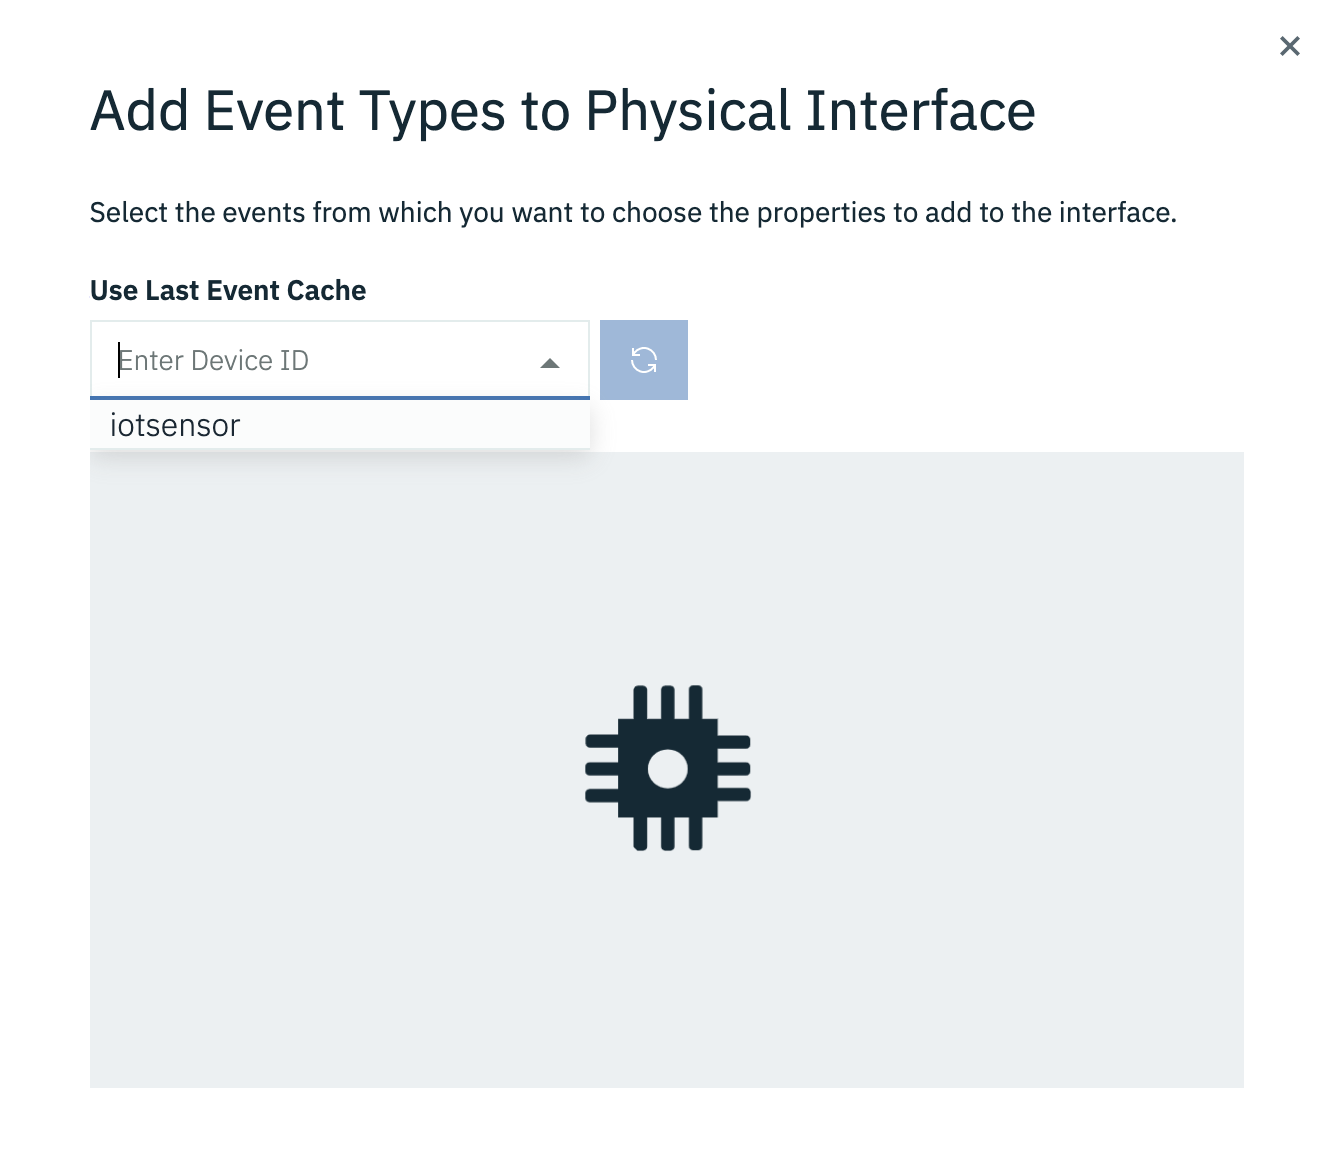 Add Event Types to Physical Interface
Select the events from which you want to choose the properties to add to the interface.
Use Last Event Cache
Enter Device ID
iotsensor